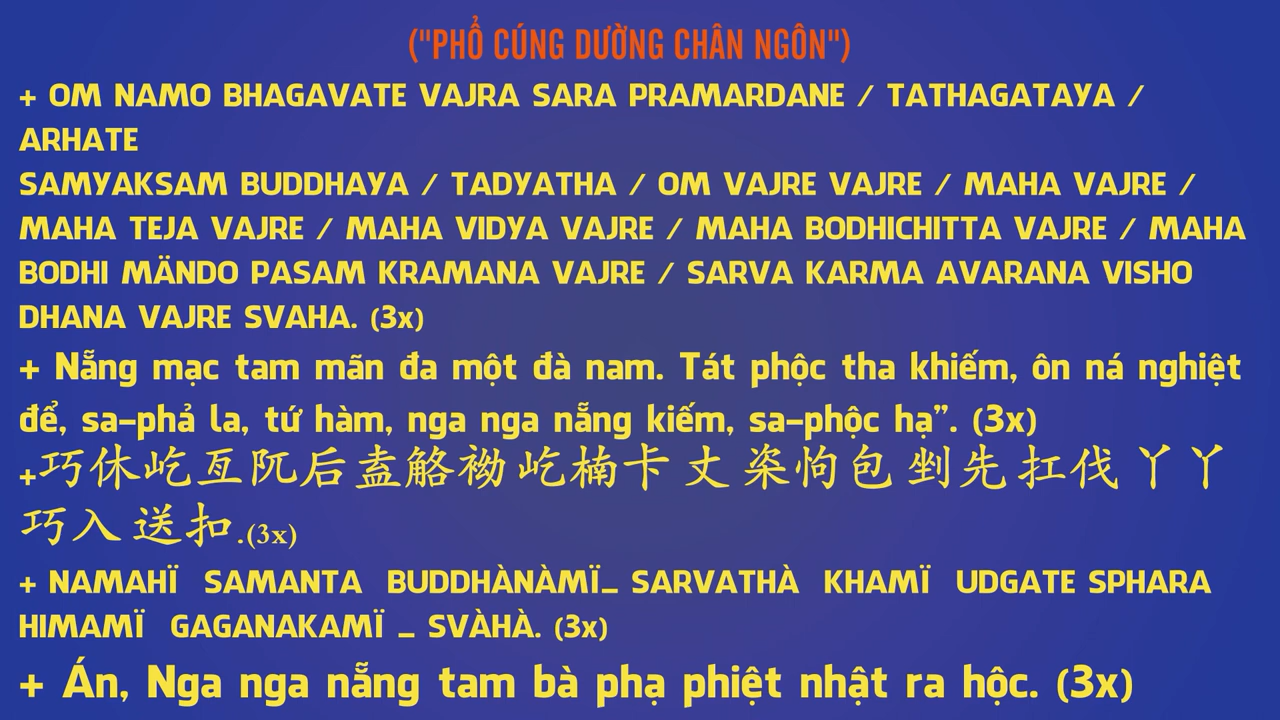 ("PHỔ CÚNG DƯỜNG CHÂN NGÔN")
+ OM NAMO BHAGAVATE VAJRA SARA PRAMARDANE / TATHAGATAYA /
ARHATE
SAMYAKSAM BUDDHAYA / TADYATHA / OM VAJRE VAJRE / MAHA VAJRE /
MAHA TEJA VAJRE / MAHA VIDYA VAJRE / MAHA BODHICHITTA VAJRE / MAHA
BODHI MÄNDO PASAM KRAMANA VAJRE / SARVA KARMA AVARANA VISHO
DHANA VAJRE SVAHA. (3x)
+ Nẵng mạc tam mãn đa một đà nam. Tát phộc tha khiếm, ôn ná nghiệt
để, sa-phả la, tứ hàm, nga nga nẵng kiếm, sa-phộc hạ”. (3x)
+巧休屹亙阢后盍觡袎屹楠卡丈柒怐包剉先扛伐丫丫
巧入送扣.(3x)
+ NAMAHÏ SAMANTA BUDDHÀNÀMÏ_ SARVATHÀ KHAMÏ UDGATE SPHARA
HIMAMÏ GAGANAKAMÏ _ SVÀHÀ. (3x)
+ Án, Nga nga nẵng tam bà phạ phiệt nhật ra hộc. (3x)